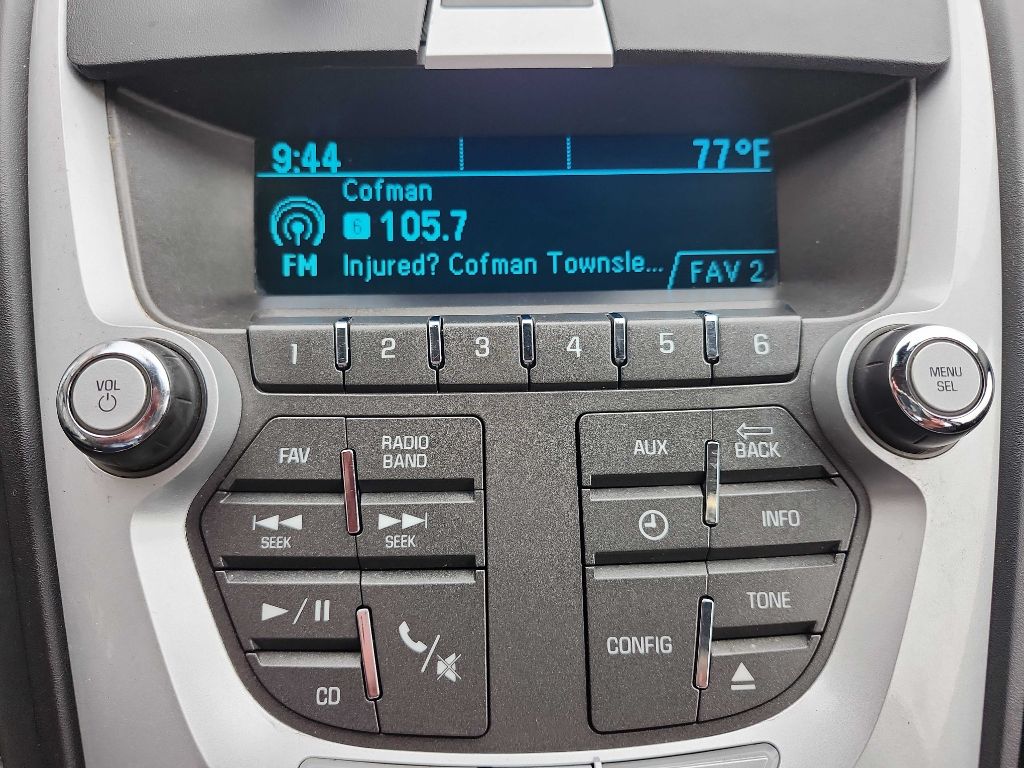 9:44 77°F
Cofman
6 105.7
FM Injured? Cofman Townsle... FAV 2
1 2 3 4 5 6
VOL
MENU
SEL
FAV
RADIO
BAND
AUX
BACK
SEEK
SEEK
INFO
TONE
CONFIG
CD